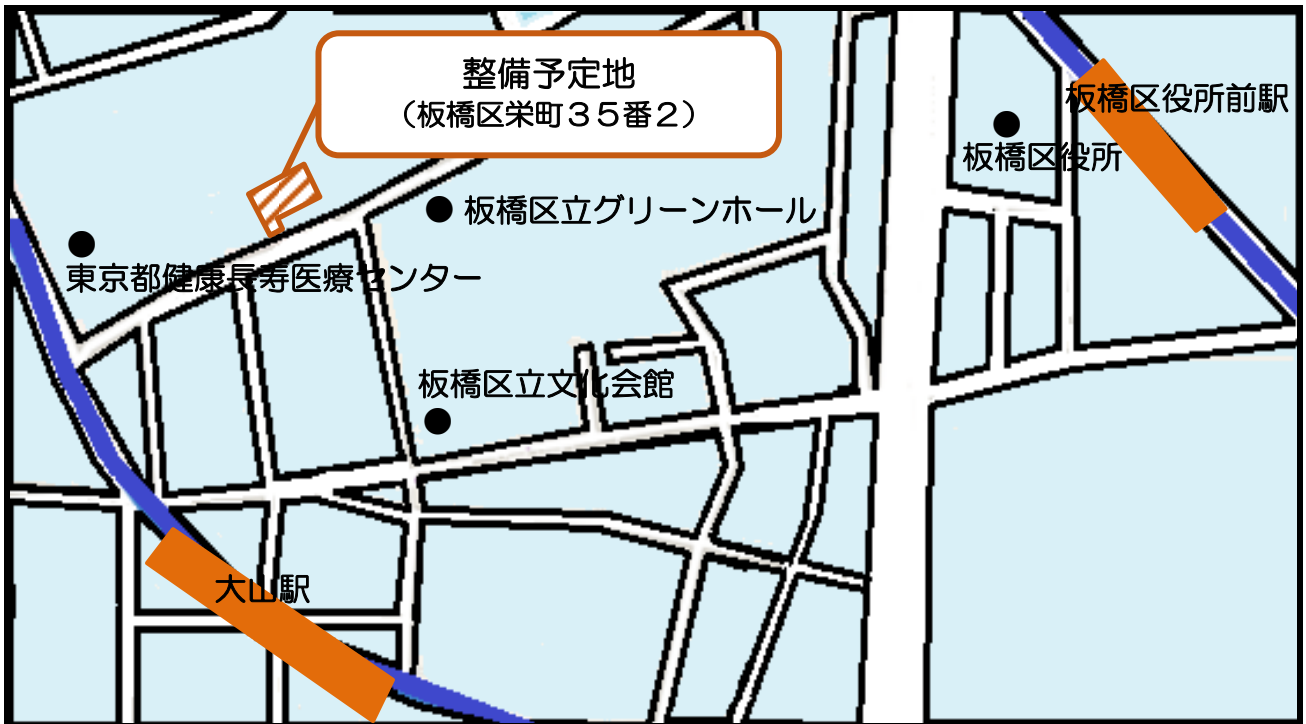 整備予定地
（板橋区栄町３５番２）
板橋区役所前駅
板橋区役所
板橋区立グリーンホール
東京都健康長寿医療センター
板橋区立文化会館
大山駅